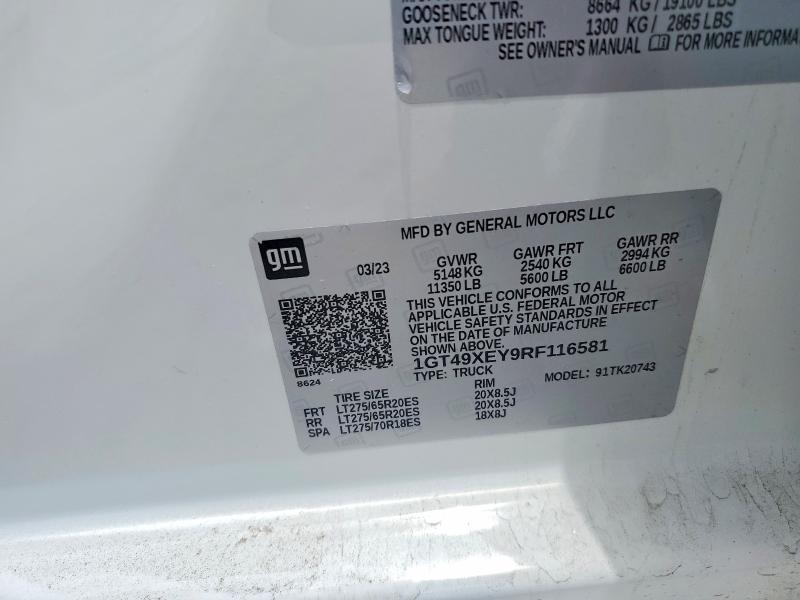 GOOSENECK TWR: 8664 KG/19100 LBS
MAX TONGUE WEIGHT: 1300 KG/ 2865 LBS
SEE OWNER'S MANUAL FOR MORE INFORMA
gm
MFD BY GENERAL MOTORS LLC
03/23
GVWR GAWR FRT GAWR RR
5148 KG 2540 KG 2994 KG
11350 LB 5600 LB 6600 LB
THIS VEHICLE CONFORMS TO ALL
APPLICABLE U.S. FEDERAL MOTOR
VEHICLE SAFETY STANDARDS IN EFFECT
ON THE DATE OF MANUFACTURE
SHOWN ABOVE.
1GT49XEY9RF116581
TYPE: TRUCK MODEL: 91TK20743
8624
TIRE SIZE RIM
FRT LT275/65R20ES 20X8.5J
RR LT275/65R20ES 20X8.5J
SPA LT275/70R18ES 18X8J